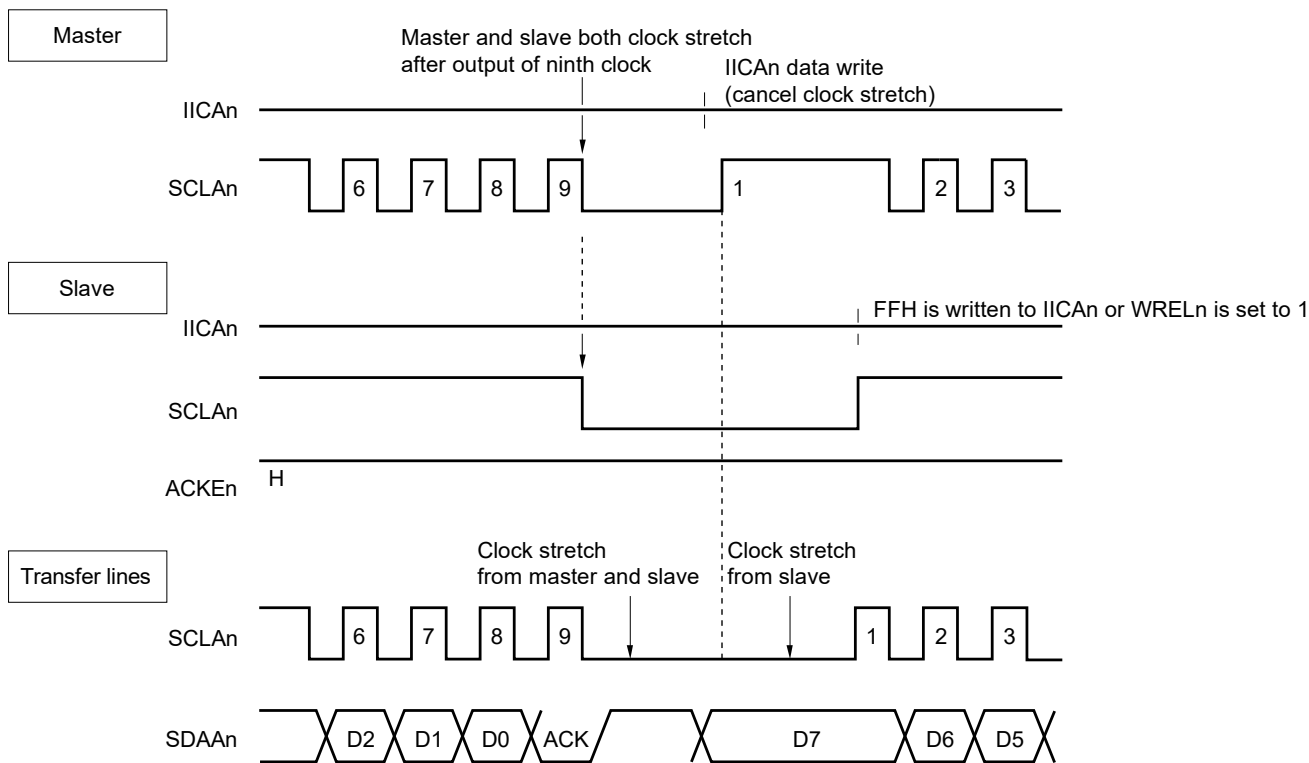 Master
Master and slave both clock stretch
after output of ninth clock
IICAn data write
(cancel clock stretch)
IICAn
SCLAn
6 7 8 9 1 2 3
Slave
FFH is written to IICAn or WRELn is set to 1
IICAn
SCLAn
H
ACKEn
Transfer lines
Clock stretch
from master and slave
Clock stretch
from slave
SCLAn
6 7 8 9 1 2 3
SDAAn
D2 D1 D0 ACK D7 D6 D5